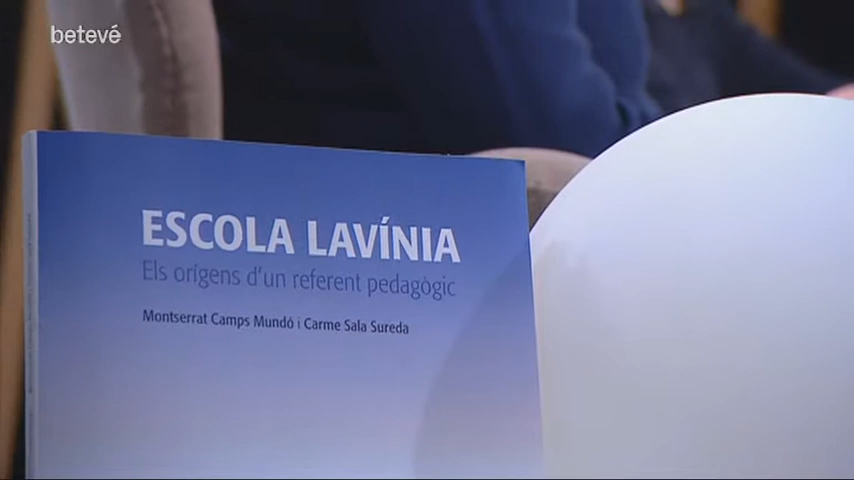 betevé
ESCOLA LAVÍNIA
Els orígens d'un referent pedagògic
Montserrat Camps Mundó i Carme Sala Sureda